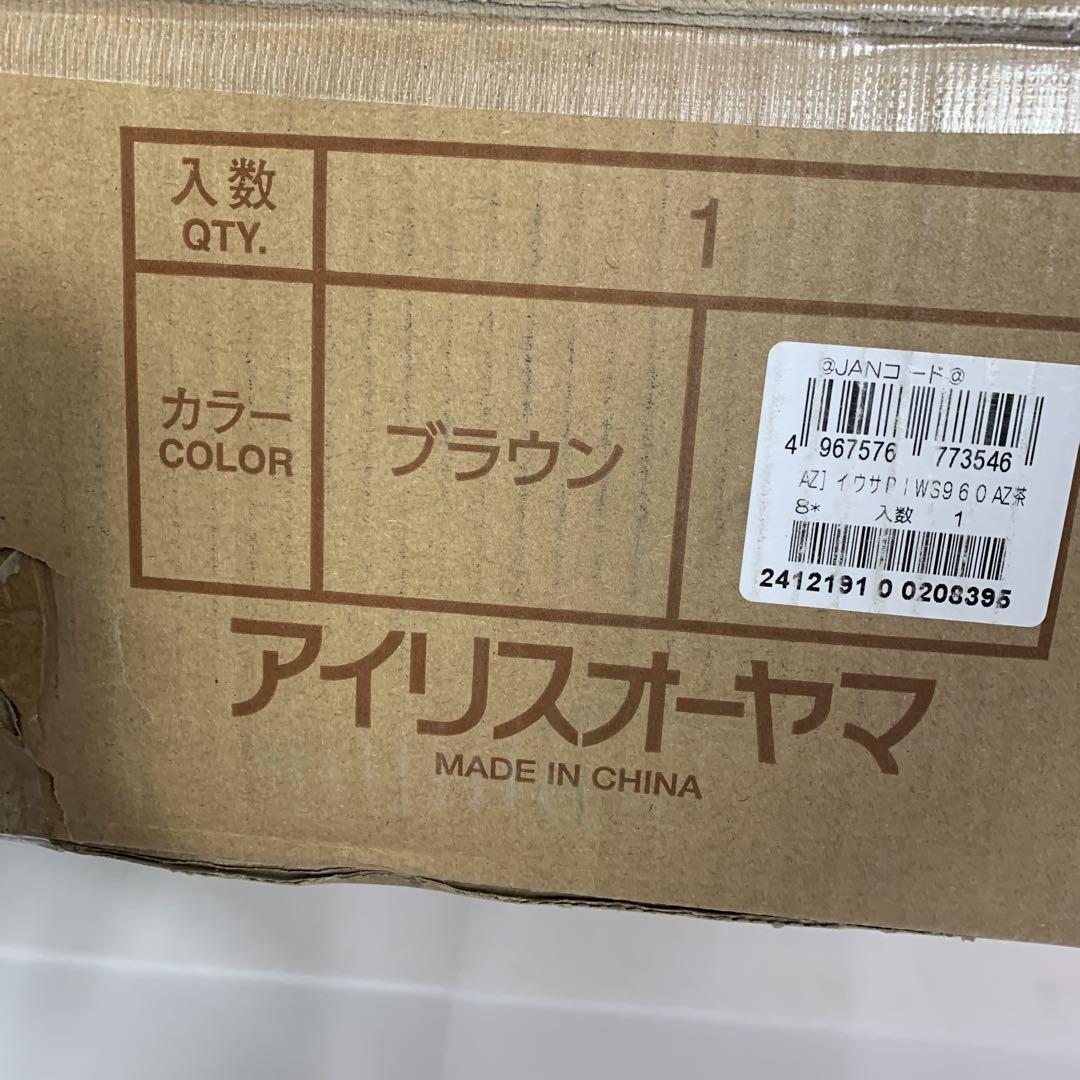 入数
QTY.
1
カラー
COLOR
ブラウン
@JANコード@
4 967576 773546
AZ] イウサPIWS960AZ茶
8* 入数 1
2412191 0 0208395
アイリスオーヤマ
MADE IN CHINA